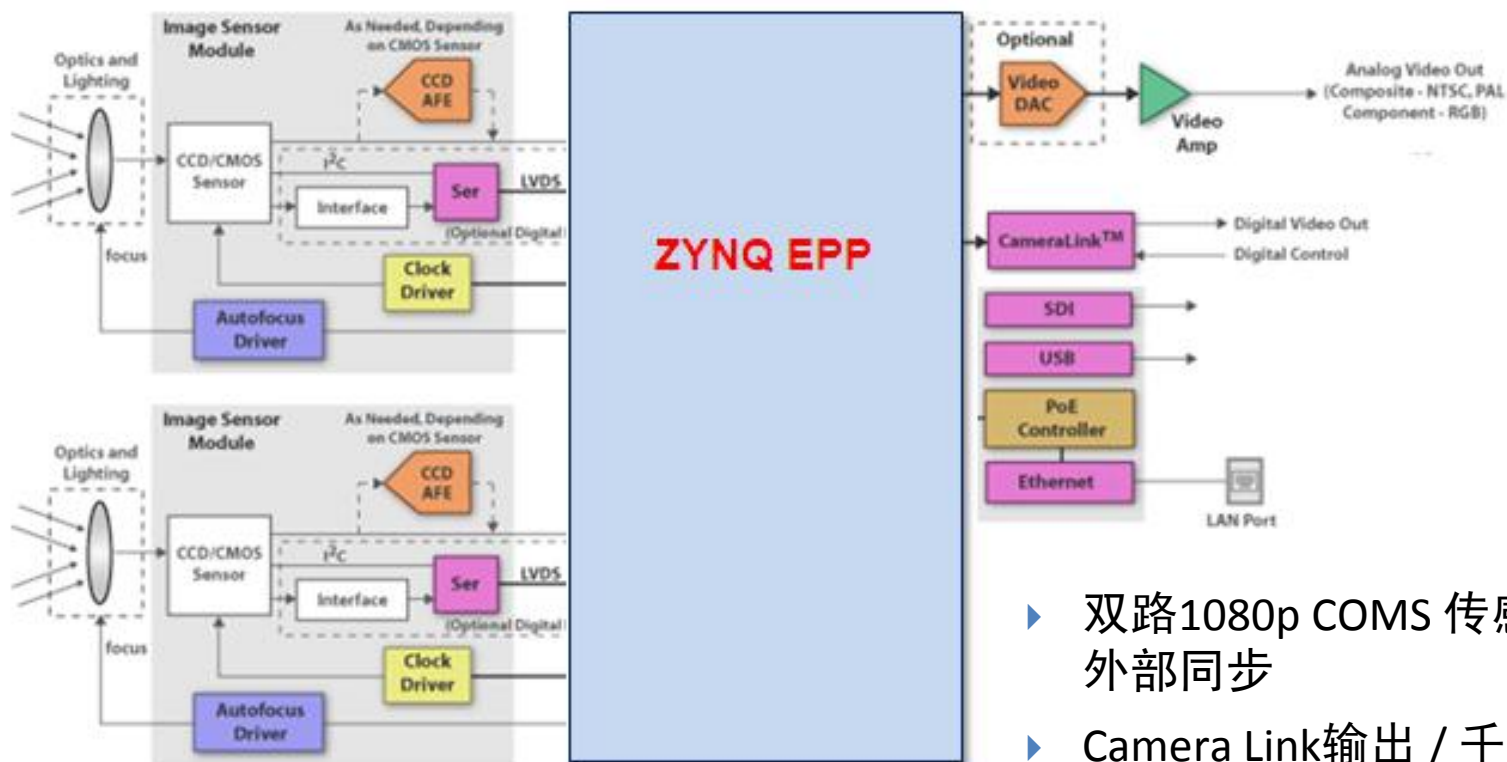 Image Sensor
Module
As Needed, Depending
on CMOS Sensor
Optics and
Lighting
CCD
AFE
CCD/CMOS
Sensor
I²C
Interface
Ser
LVDS
(Optional Digital
focus
Clock
Driver
Autofocus
Driver
Image Sensor
Module
As Needed, Depending
on CMOS Sensor
Optics and
Lighting
CCD
AFE
CCD/CMOS
Sensor
I²C
Interface
Ser
LVDS
(Optional Digital
focus
Clock
Driver
Autofocus
Driver
ZYNQ EPP
Optional
Video
DAC
Video
Amp
Analog Video Out
(Composite - NTSC, PAL
Component - RGB)
CameraLink™
Digital Video Out
Digital Control
SDI
USB
PoE
Controller
Ethernet
LAN Port
双路1080p COMS 传感
外部同步
Camera Link输出 / 千